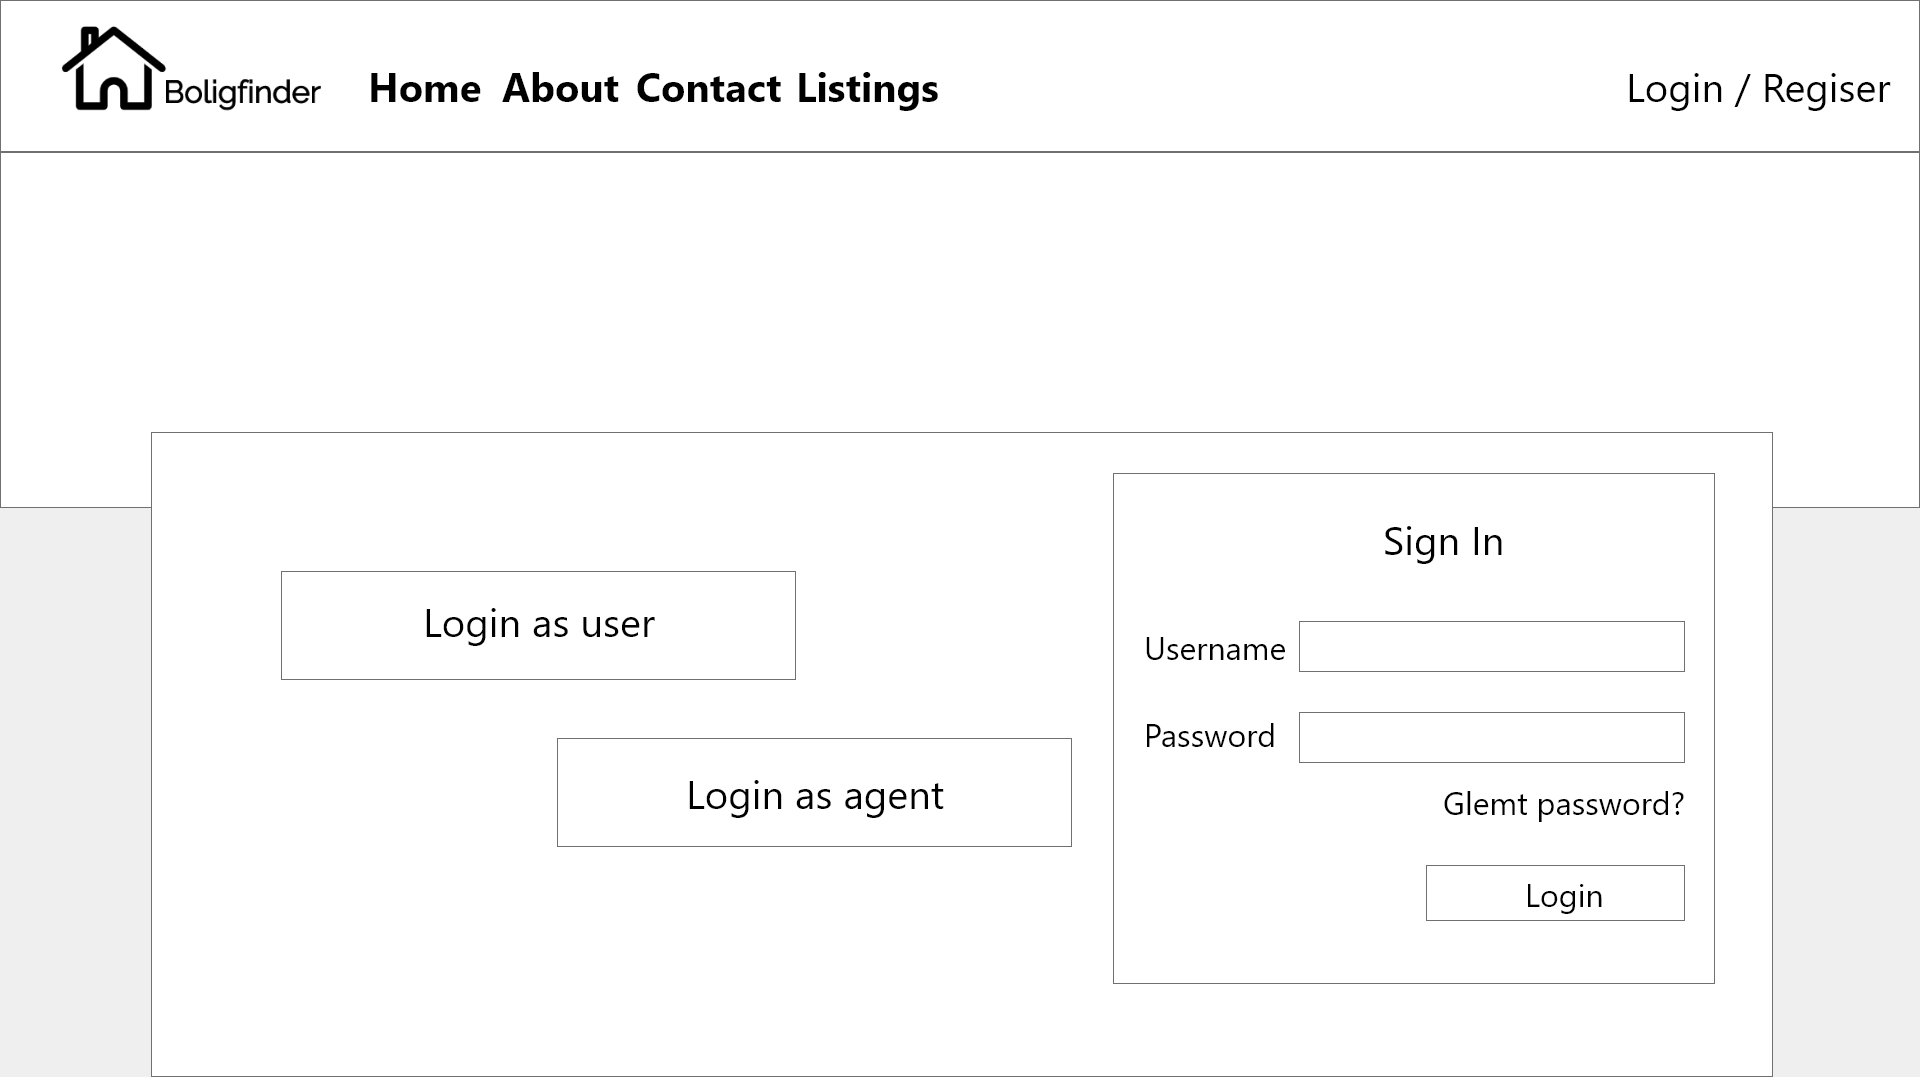 Boligfinder Home About Contact Listings Login / Regiser
Sign In
Login as user
Username
Password
Login as agent
Glemt password?
Login